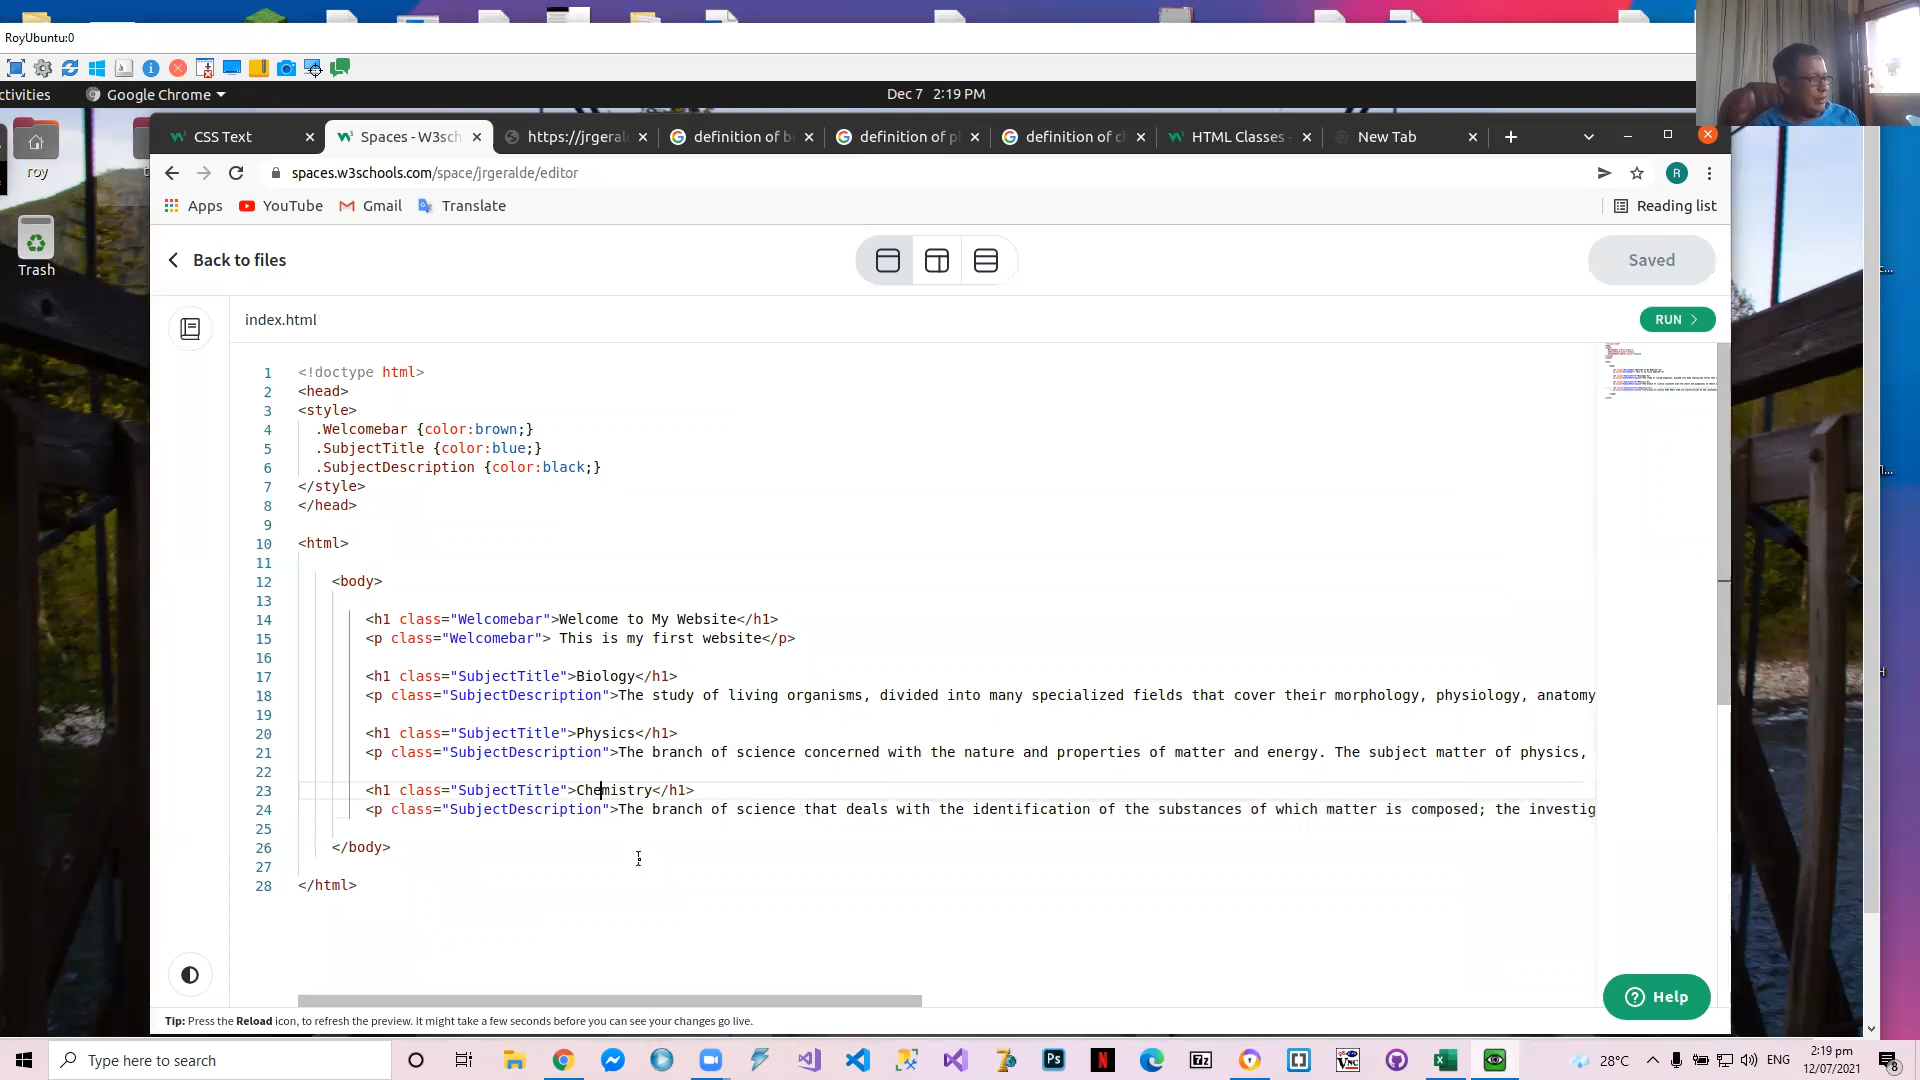 RoyUbuntu:0
ctivities
Google Chrome
Dec 7 2:19 PM
CSS Text
Spaces - W3sch
https://jrgeral
definition of b
definition of p
definition of c
HTML Classes -
New Tab
spaces.w3schools.com/space/jrgeralde/editor
R
Apps
YouTube
Gmail
Translate
Reading list
roy
Trash
Back to files
Saved
index.html
RUN
1 <!doctype html>
2 <head>
3 <style>
4 .Welcomebar {color:brown;}
5 .SubjectTitle {color:blue;}
6 .SubjectDescription {color:black;}
7 </style>
8 </head>
9
10 <html>
11
12 <body>
13
14 <h1 class="Welcomebar">Welcome to My Website</h1>
15 <p class="Welcomebar"> This is my first website</p>
16
17 <h1 class="SubjectTitle">Biology</h1>
18 <p class="SubjectDescription">The study of living organisms, divided into many specialized fields that cover their morphology, physiology, anatomy
19
20 <h1 class="SubjectTitle">Physics</h1>
21 <p class="SubjectDescription">The branch of science concerned with the nature and properties of matter and energy. The subject matter of physics,
22
23 <h1 class="SubjectTitle">Chemistry</h1>
24 <p class="SubjectDescription">The branch of science that deals with the identification of the substances of which matter is composed; the investig
25
26 </body>
27
28 </html>
Help
Tip: Press the Reload icon, to refresh the preview. It might take a few seconds before you can see your changes go live.
Type here to search
28°C
ENG
2:19 pm
12/07/2021
8